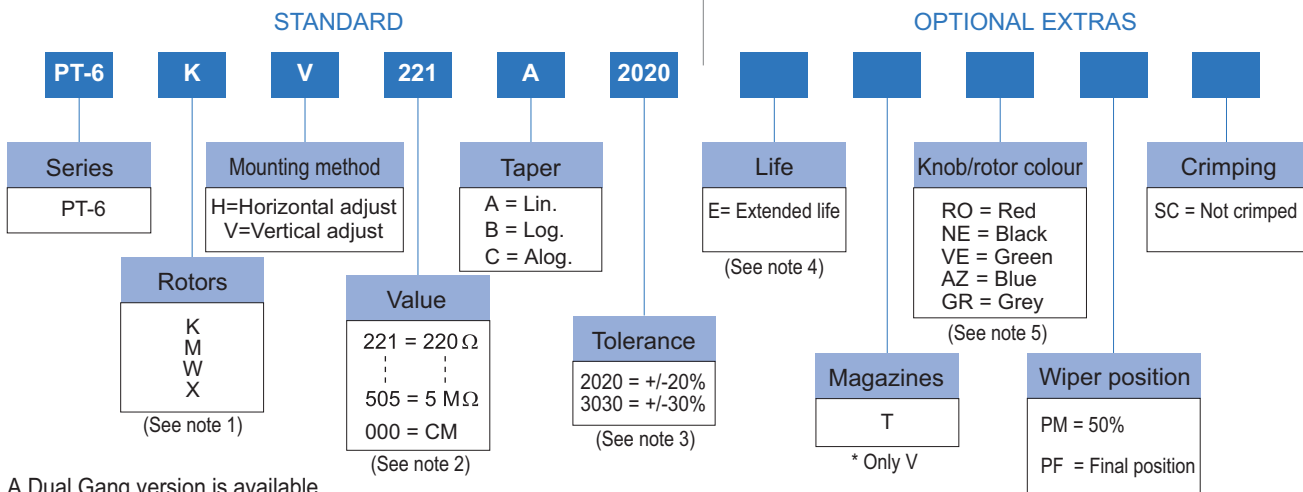 STANDARD
OPTIONAL EXTRAS
PT-6 K V 221 A 2020
Series
PT-6
Rotors
K
M
W
X
(See note 1)
Mounting method
H=Horizontal adjust
V=Vertical adjust
Value
221 = 220 Ω
505 = 5 MΩ
000 = CM
(See note 2)
Taper
A = Lin.
B = Log.
C = Alog.
Tolerance
2020 = +/-20%
3030 = +/-30%
(See note 3)
Life
E= Extended life
(See note 4)
Magazines
T
* Only V
Knob/rotor colour
RO = Red
NE = Black
VE = Green
AZ = Blue
GR = Grey
(See note 5)
Wiper position
PM = 50%
PF = Final position
Crimping
SC = Not crimped
A Dual Gang version is available